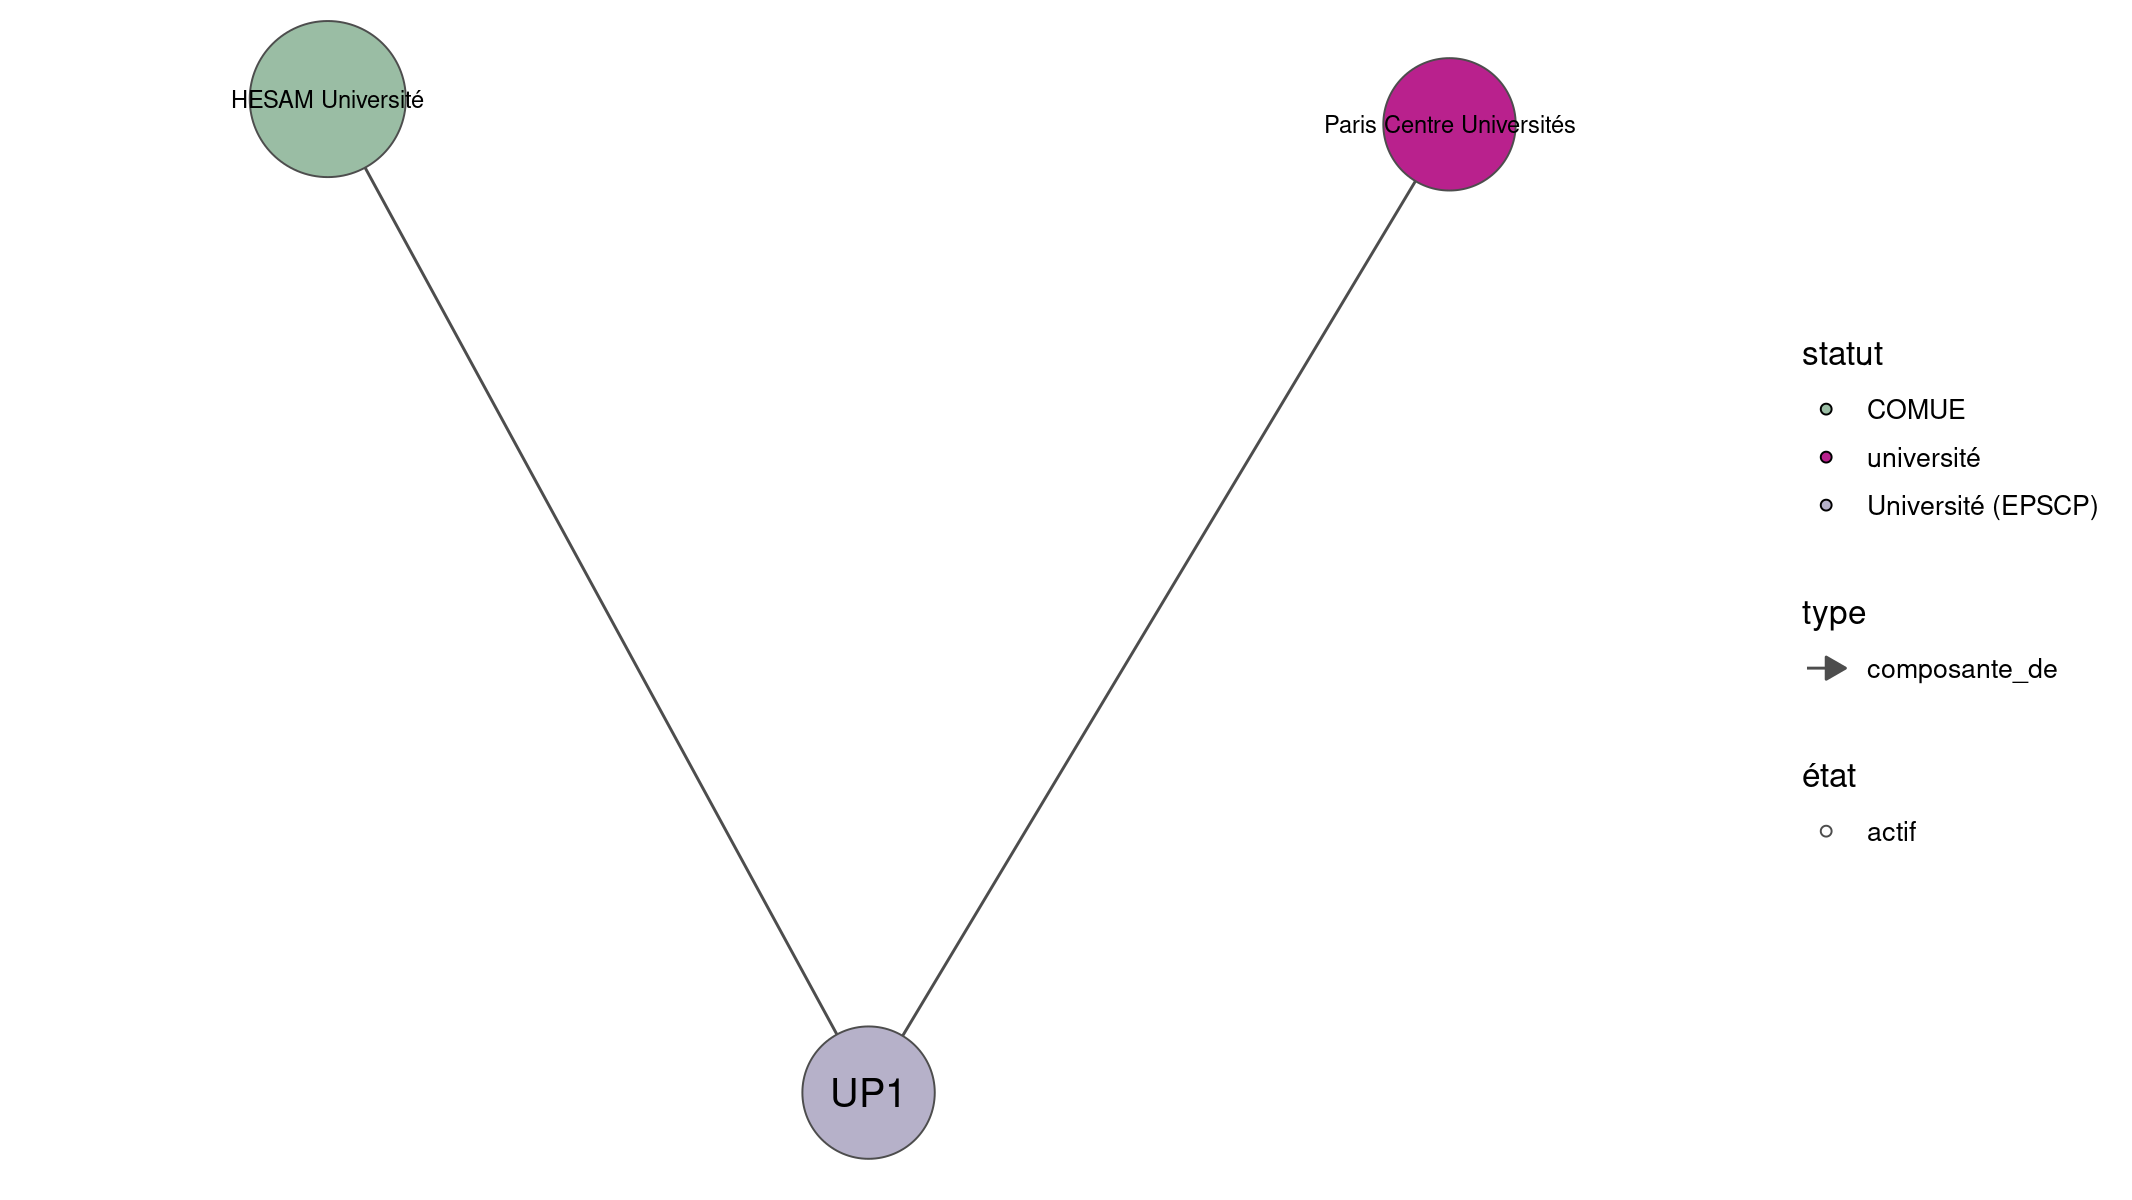 HESAM Université
Paris Centre Universités
UP1
statut
COMUE
université
Université (EPSCP)
type
composante_de
état
actif